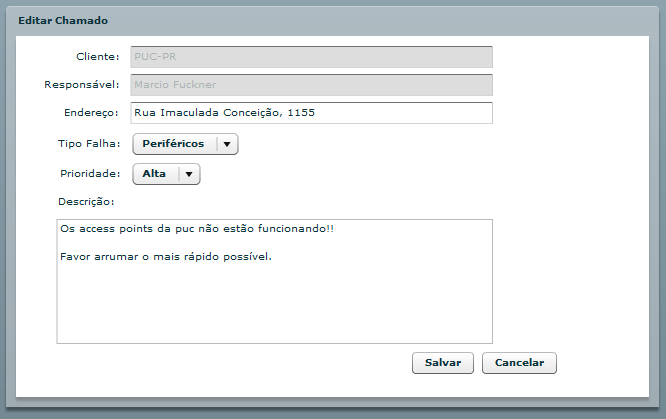 Editar Chamado
Cliente: PUC-PR
Responsável: Marcio Fuckner
Endereço: Rua Imaculada Conceição, 1155
Tipo Falha: Periféricos
Prioridade: Alta
Descrição:
Os access points da puc não estão funcionando!!
Favor arrumar o mais rápido possível.
Salvar Cancelar